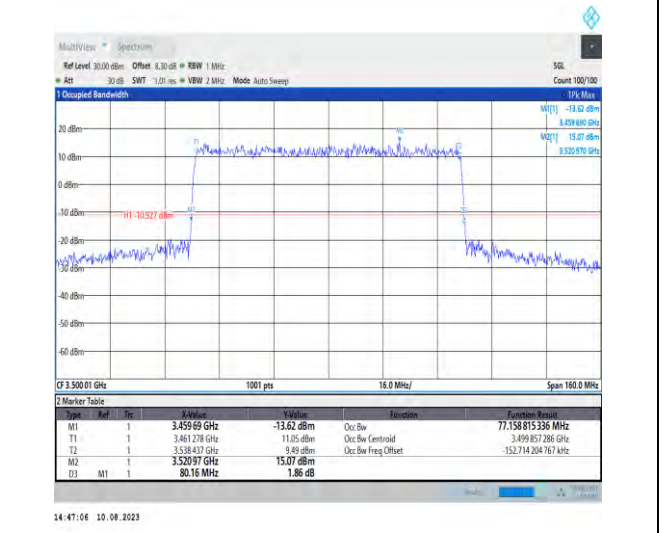 MultiView Spectrum
Ref Level 30.00 dBm Offset 8.30 dB RBW 1 MHz SGL
Att 30 dB SWT 1.01 ms VBW 2 MHz Mode Auto Sweep Count 100/100
1 Occupied Bandwidth 1Pk Max
M1[1] -13.62 dBm
3.459 690 GHz
M2[1] 15.07 dBm
3.520 970 GHz
20 dBm
10 dBm
0 dBm
-10 dBm
H1 -10.927 dBm
M1
-20 dBm
-30 dBm
-40 dBm
-50 dBm
-60 dBm
CF 3.500 01 GHz 1001 pts 16.0 MHz/ Span 160.0 MHz
2 Marker Table
Type Ref Trc X-Value Y-Value Function Function Result
M1 1 3.459 69 GHz -13.62 dBm Occ Bw 77.158 815 336 MHz
T1 1 3.461 278 GHz 11.05 dBm Occ Bw Centroid 3.499 857 286 GHz
T2 1 3.538 437 GHz 9.49 dBm Occ Bw Freq Offset -152.714 204 767 kHz
M2 1 3.520 97 GHz 15.07 dBm
D3 M1 1 80.16 MHz 1.86 dB
14:47:06 10.08.2023